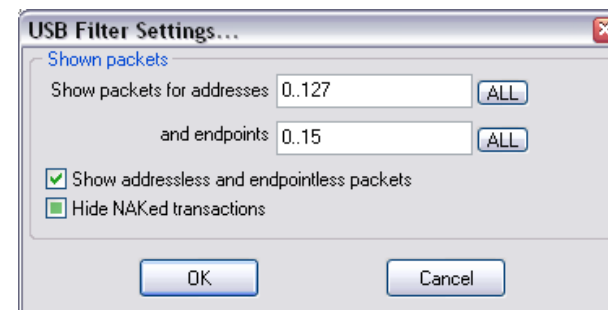 USB Filter Settings...
Shown packets
Show packets for addresses 0..127 ALL
and endpoints 0..15 ALL
Show addressless and endpointless packets
Hide NAKed transactions
OK Cancel